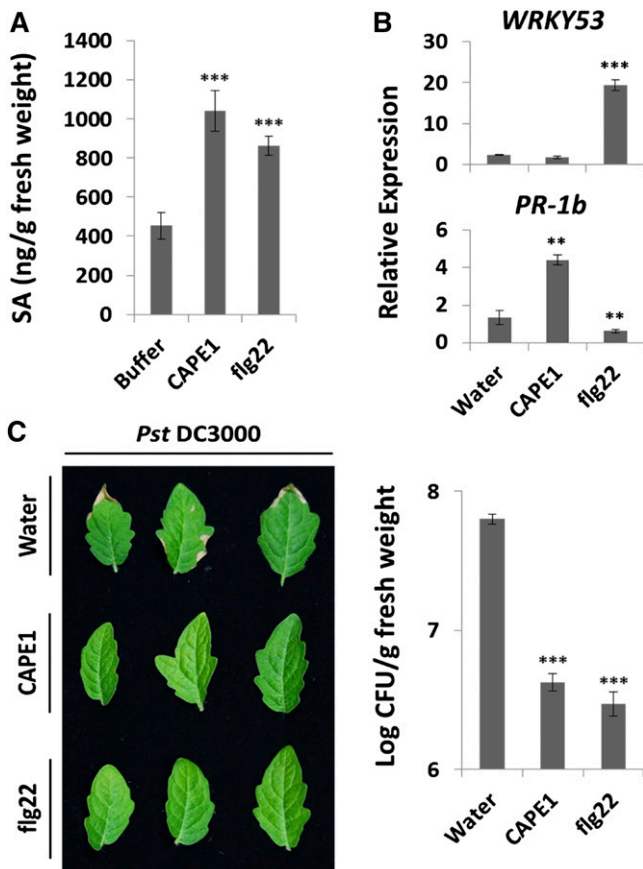 A
SA (ng/g fresh weight)
1400
1200
1000
800
600
400
200
0
***
***
Buffer
CAPE1
flg22
B
WRKY53
Relative Expression
30
20
10
0
***
PR-1b
6
4
2
0
**
**
Water
CAPE1
flg22
C
Pst DC3000
Water
CAPE1
flg22
Log CFU/g fresh weight
8
7
6
***
***
Water
CAPE1
flg22